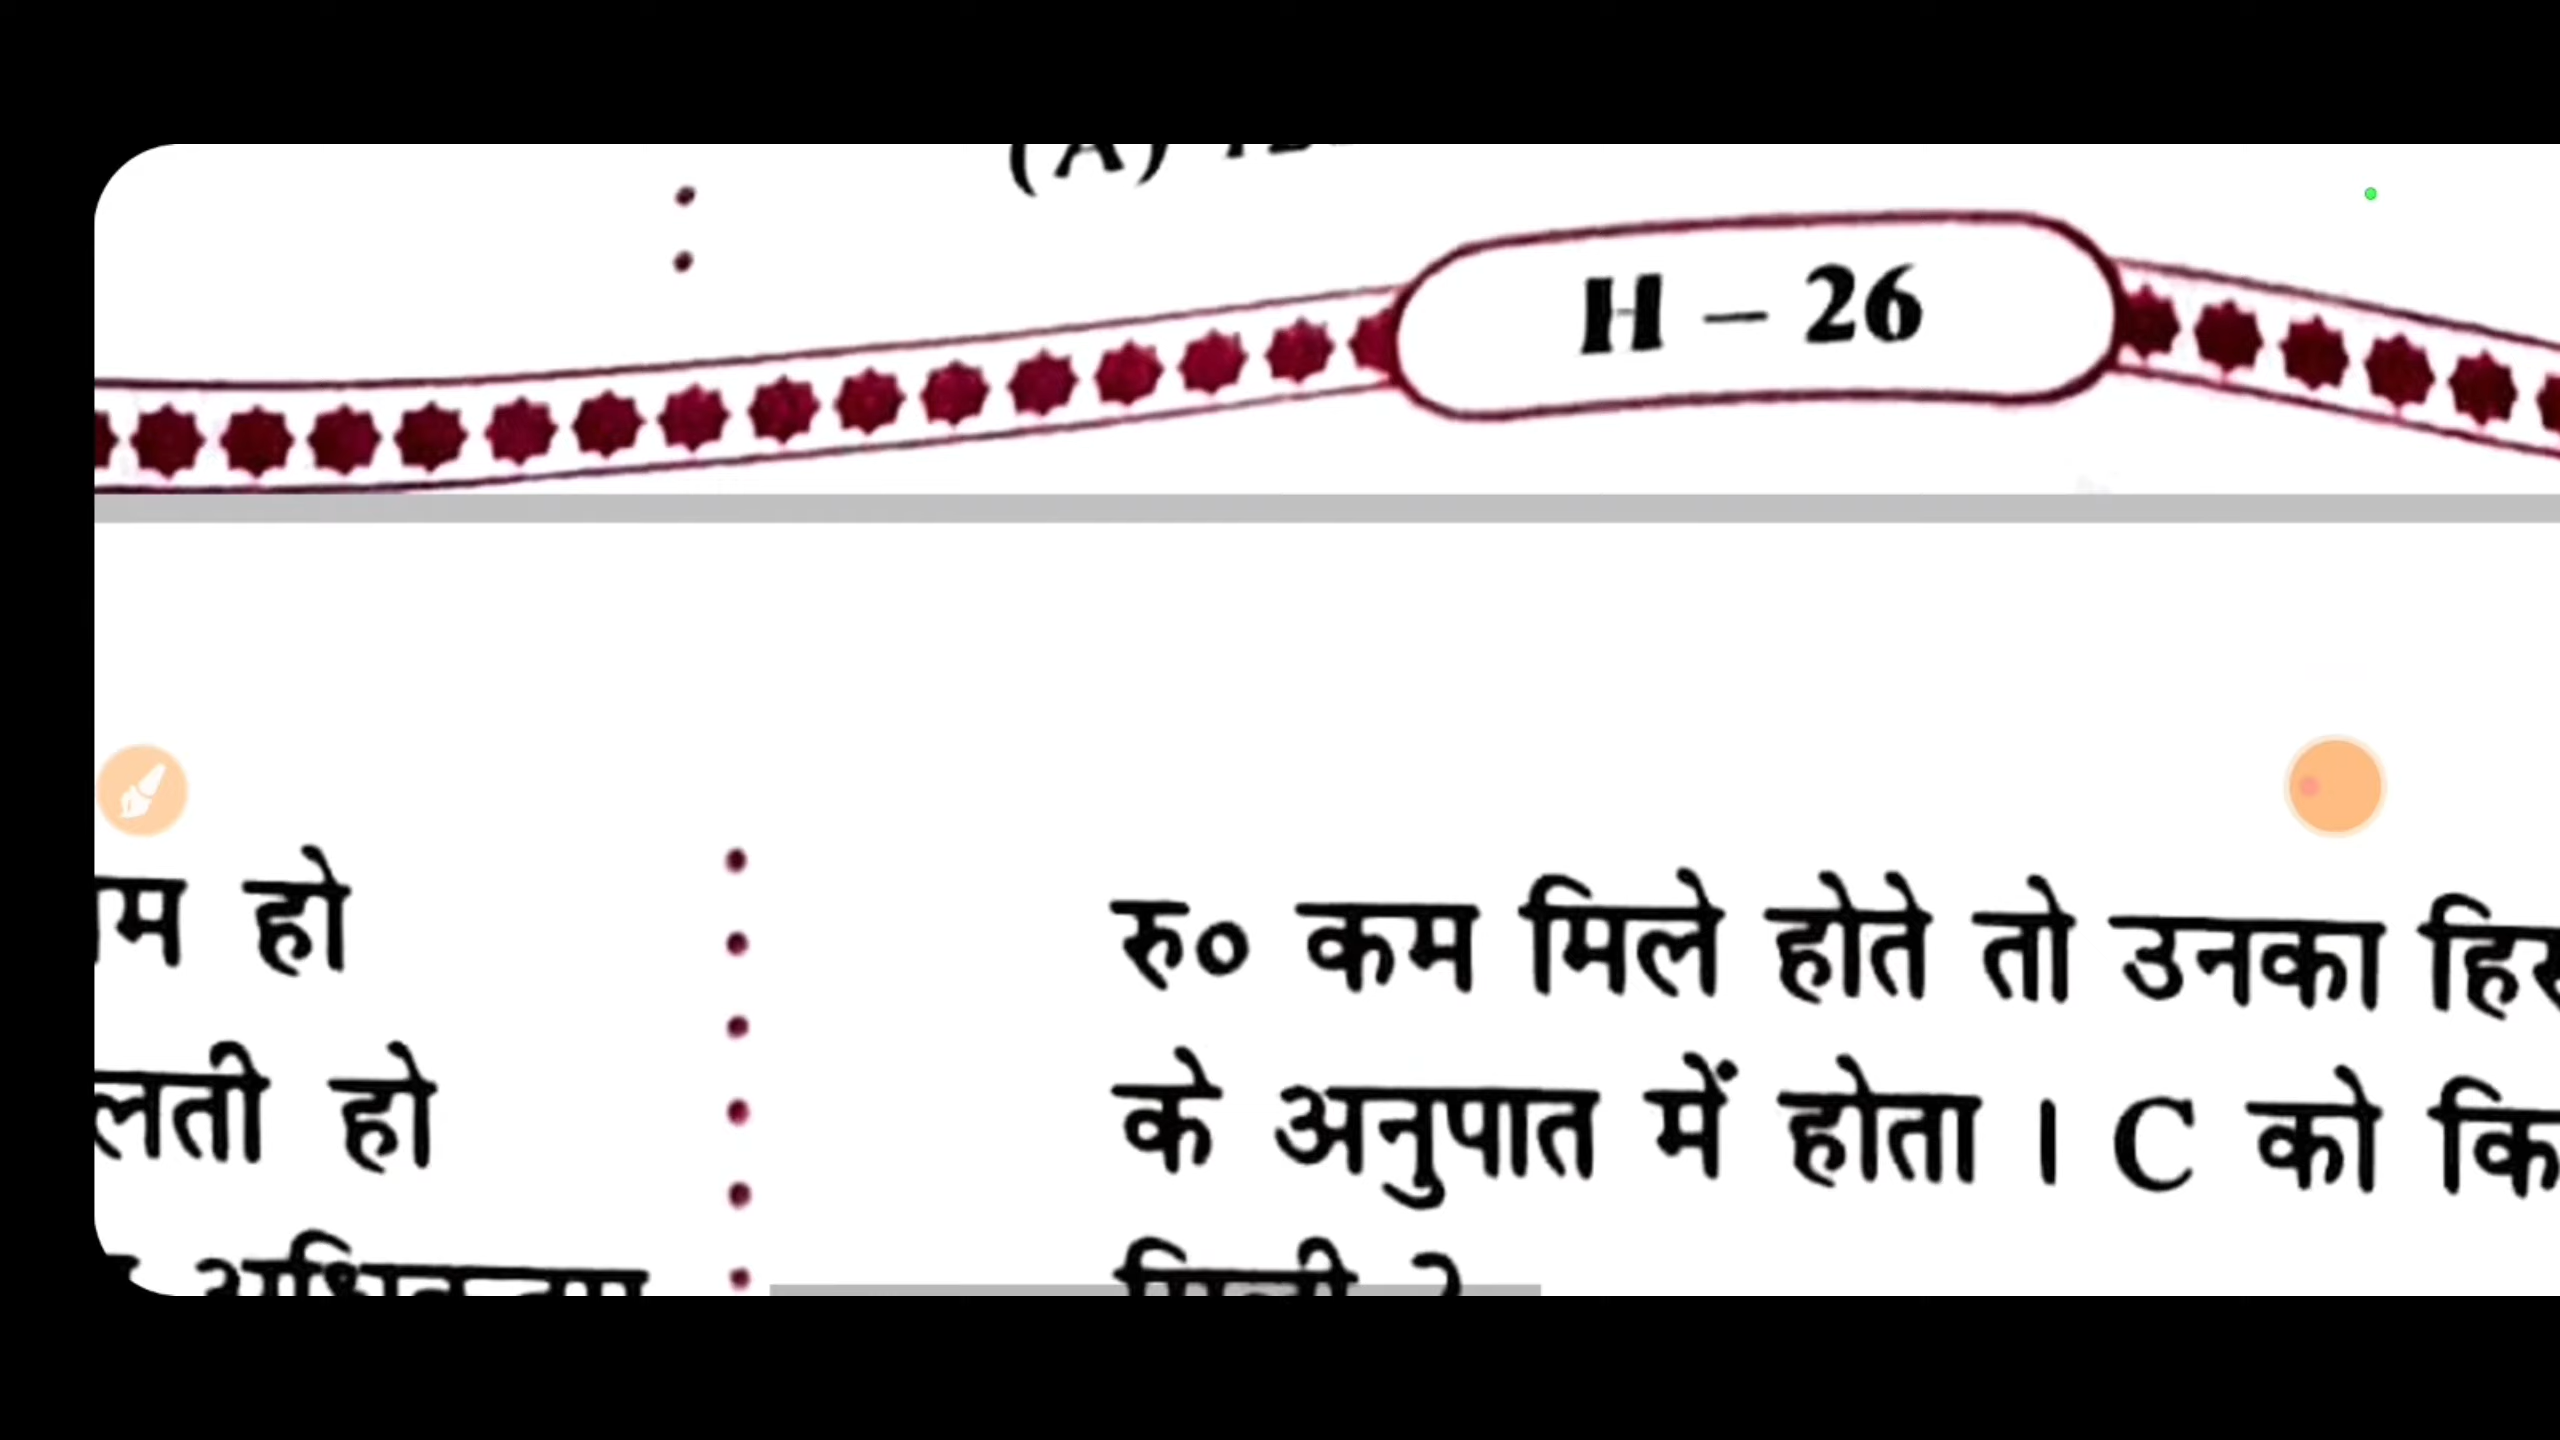 (A)
H – 26
म हो
रु० कम मिले होते तो उनका
लती हो
के अनुपात में होता । C को